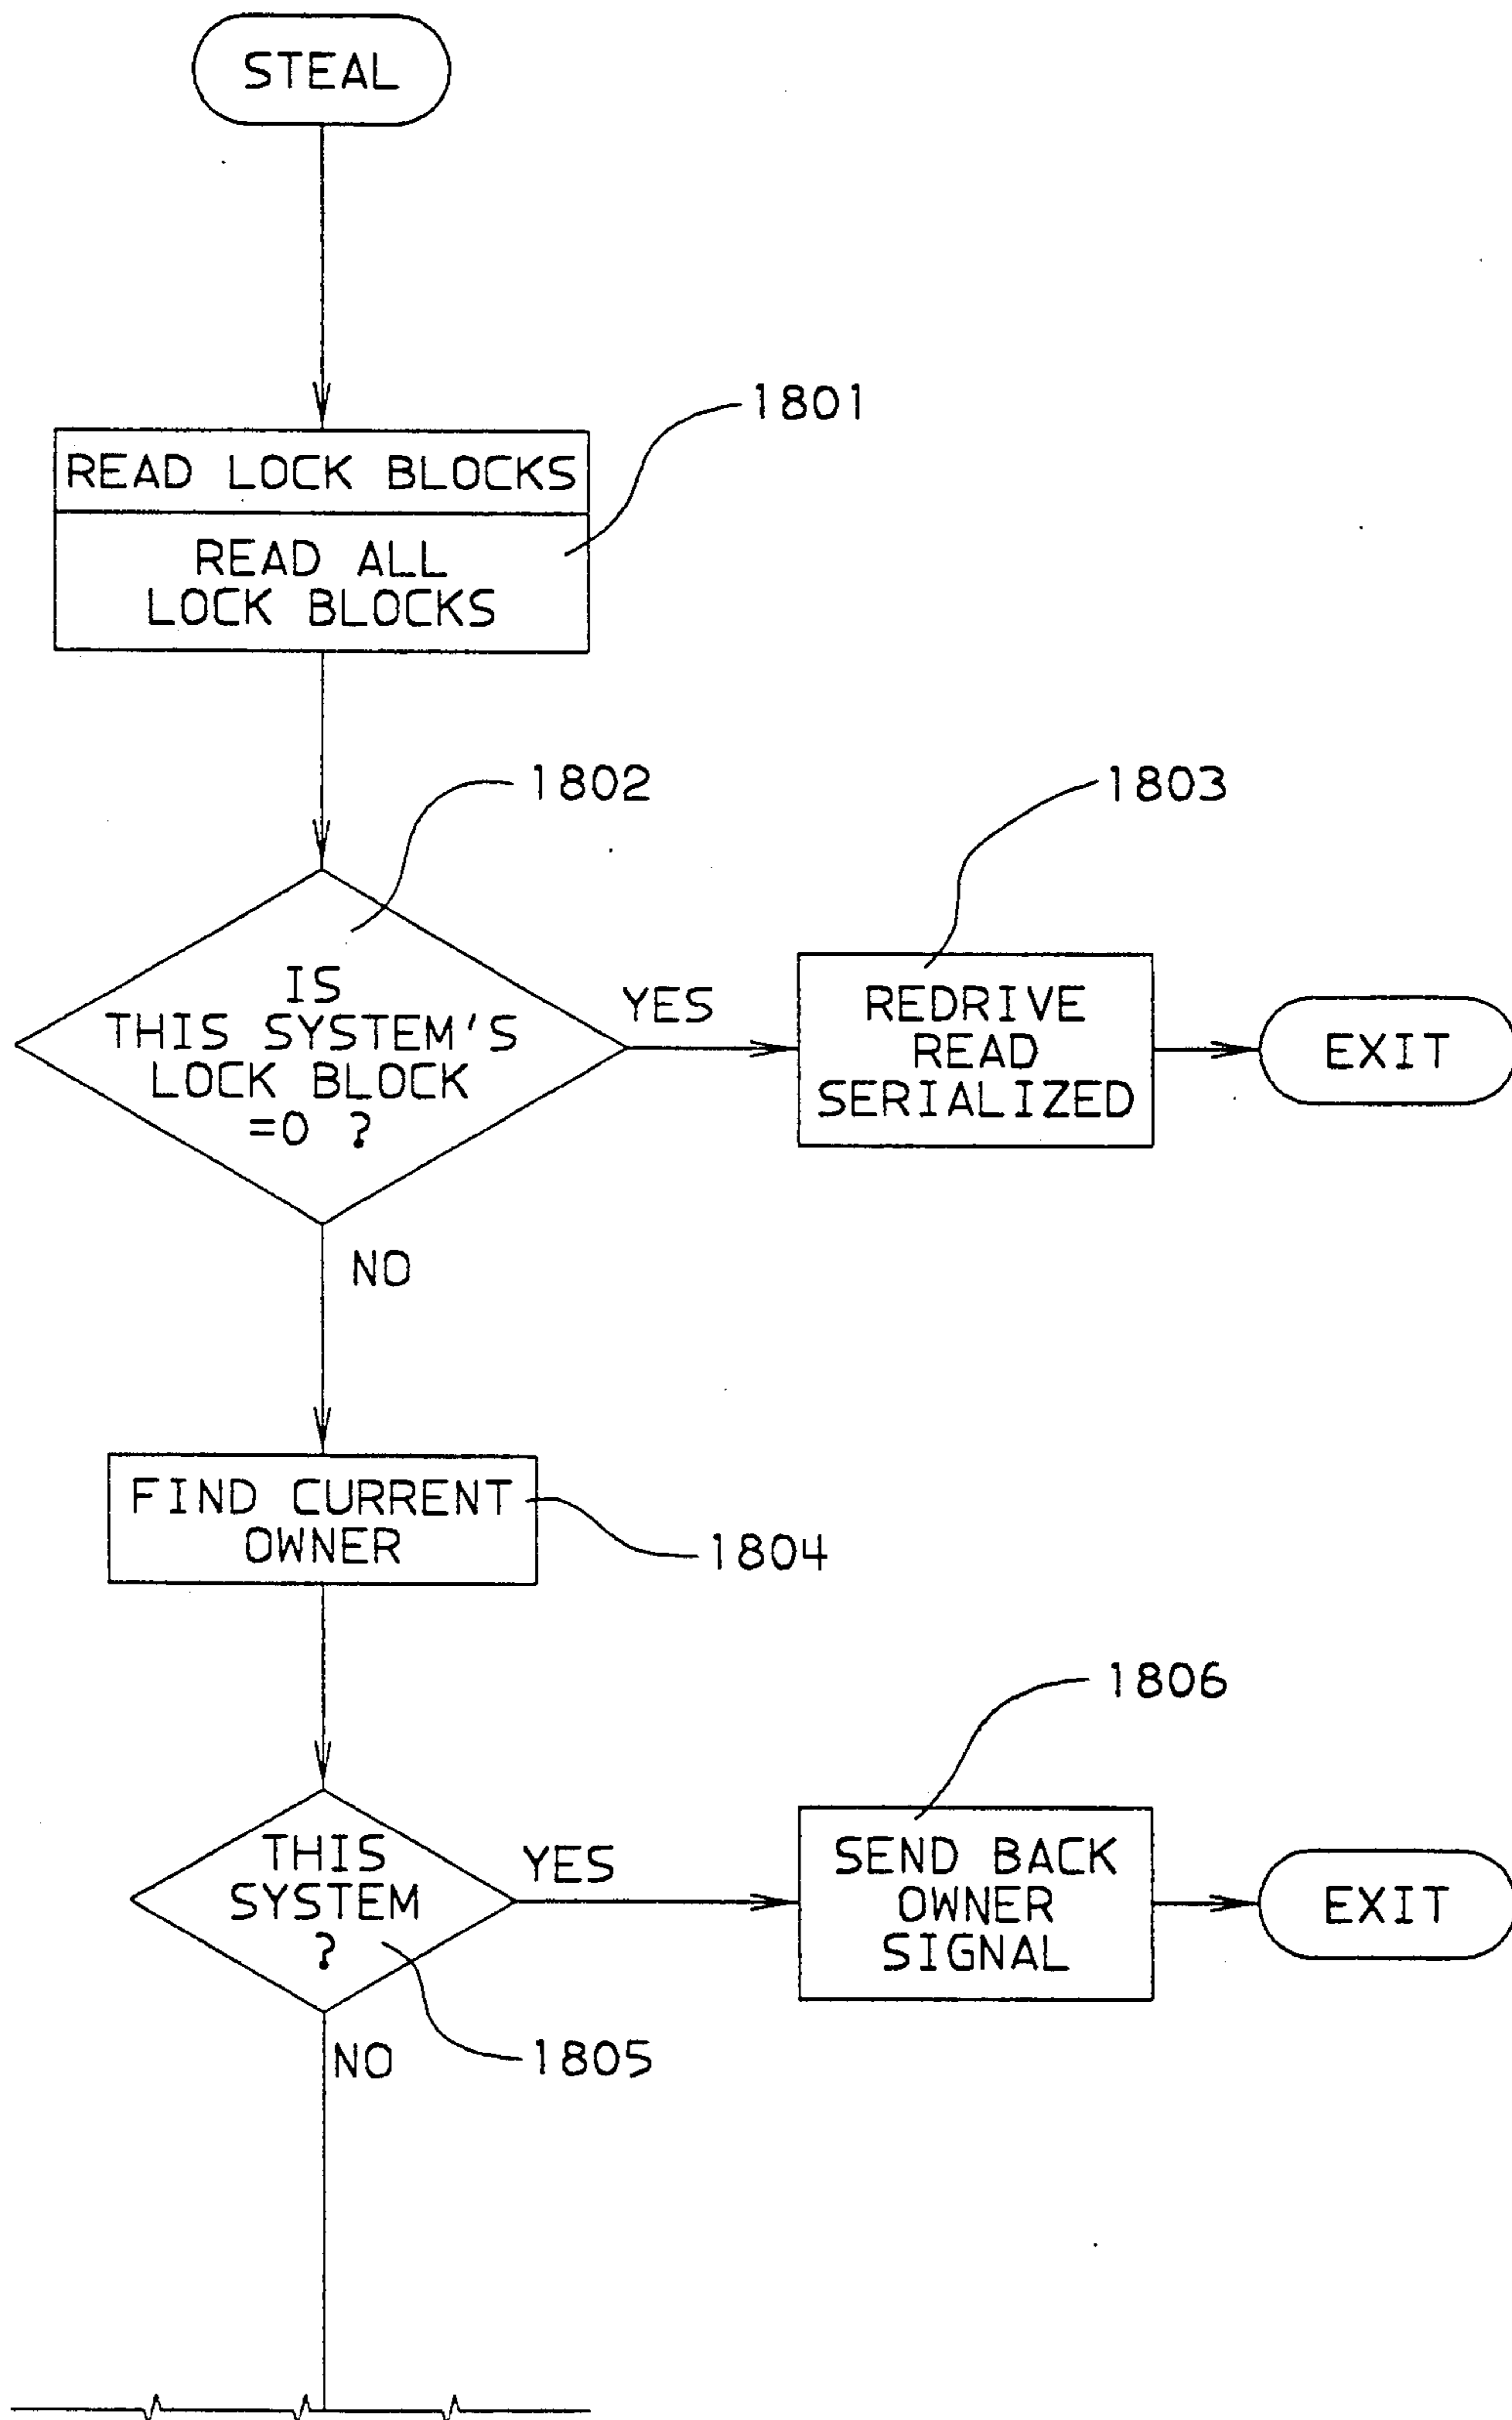 STEAL
1801
READ LOCK BLOCKS
READ ALL
LOCK BLOCKS
1802
1803
IS
THIS SYSTEM'S
LOCK BLOCK
=0 ?
YES
REDRIVE
READ
SERIALIZED
EXIT
NO
FIND CURRENT
OWNER
1804
1806
THIS
SYSTEM
?
YES
SEND BACK
OWNER
SIGNAL
EXIT
NO
1805